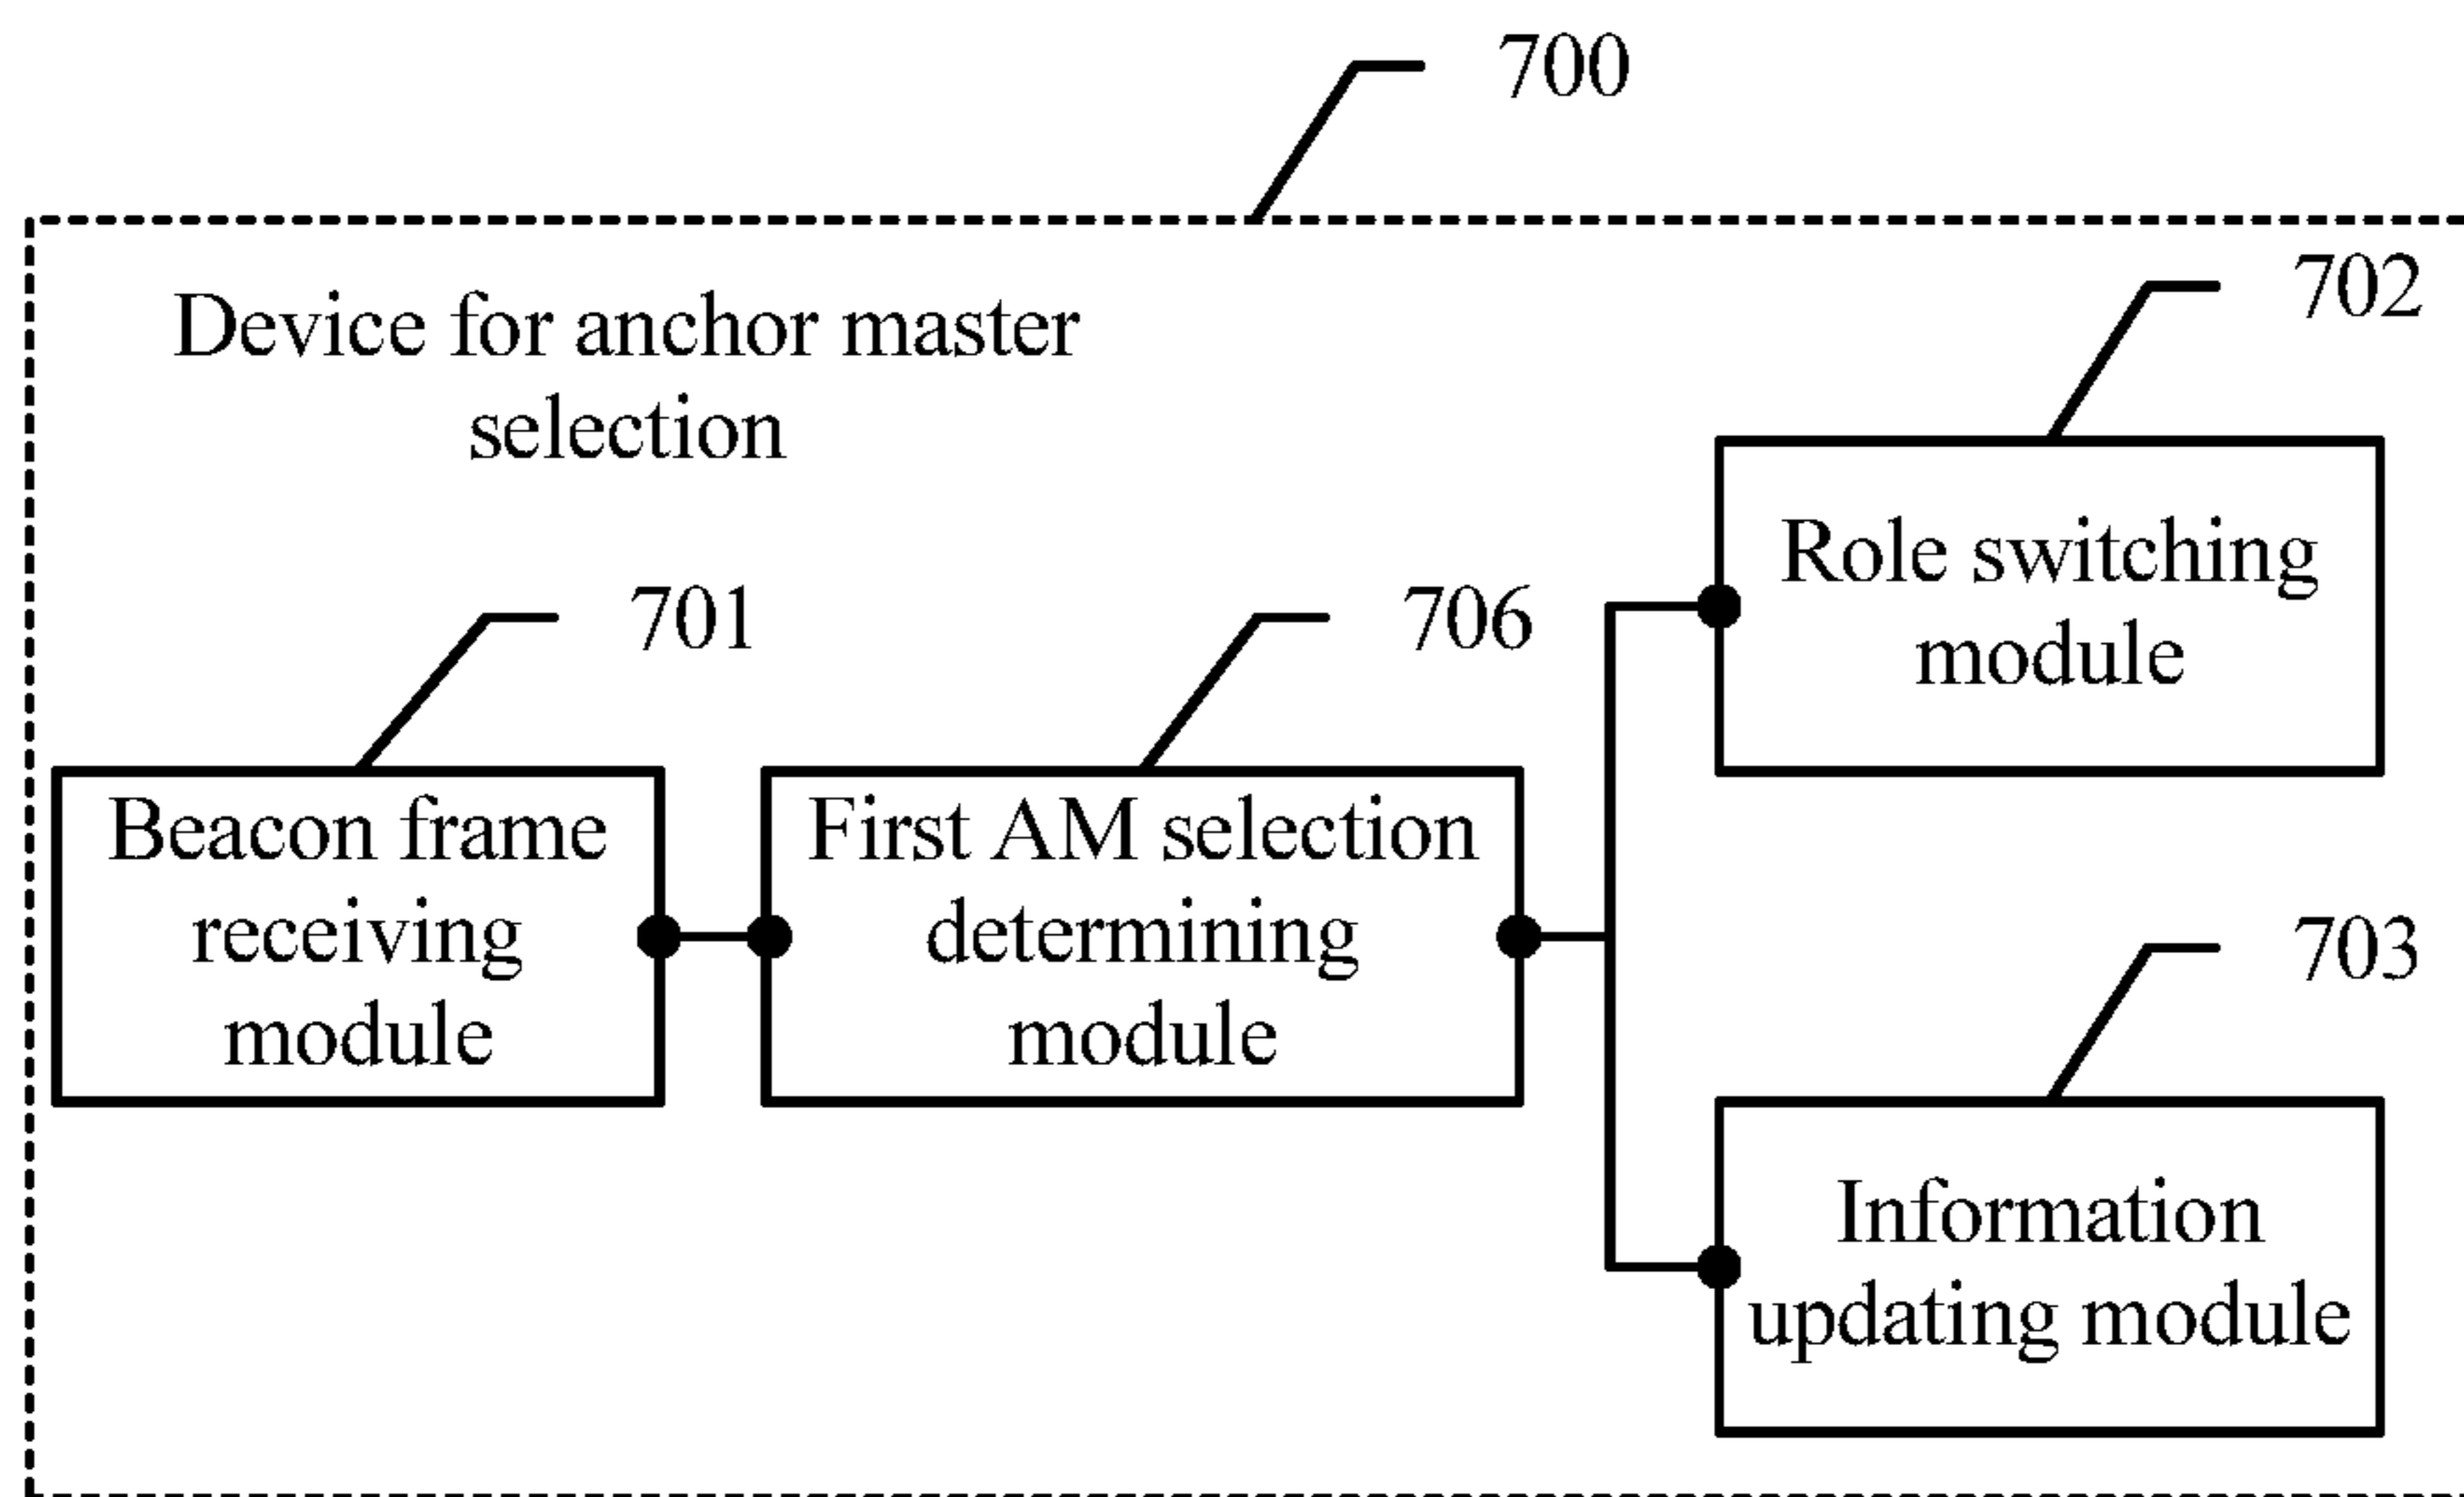 700
Device for anchor master
selection
702
Role switching
module
701
Beacon frame
receiving
module
706
First AM selection
determining
module
703
Information
updating module